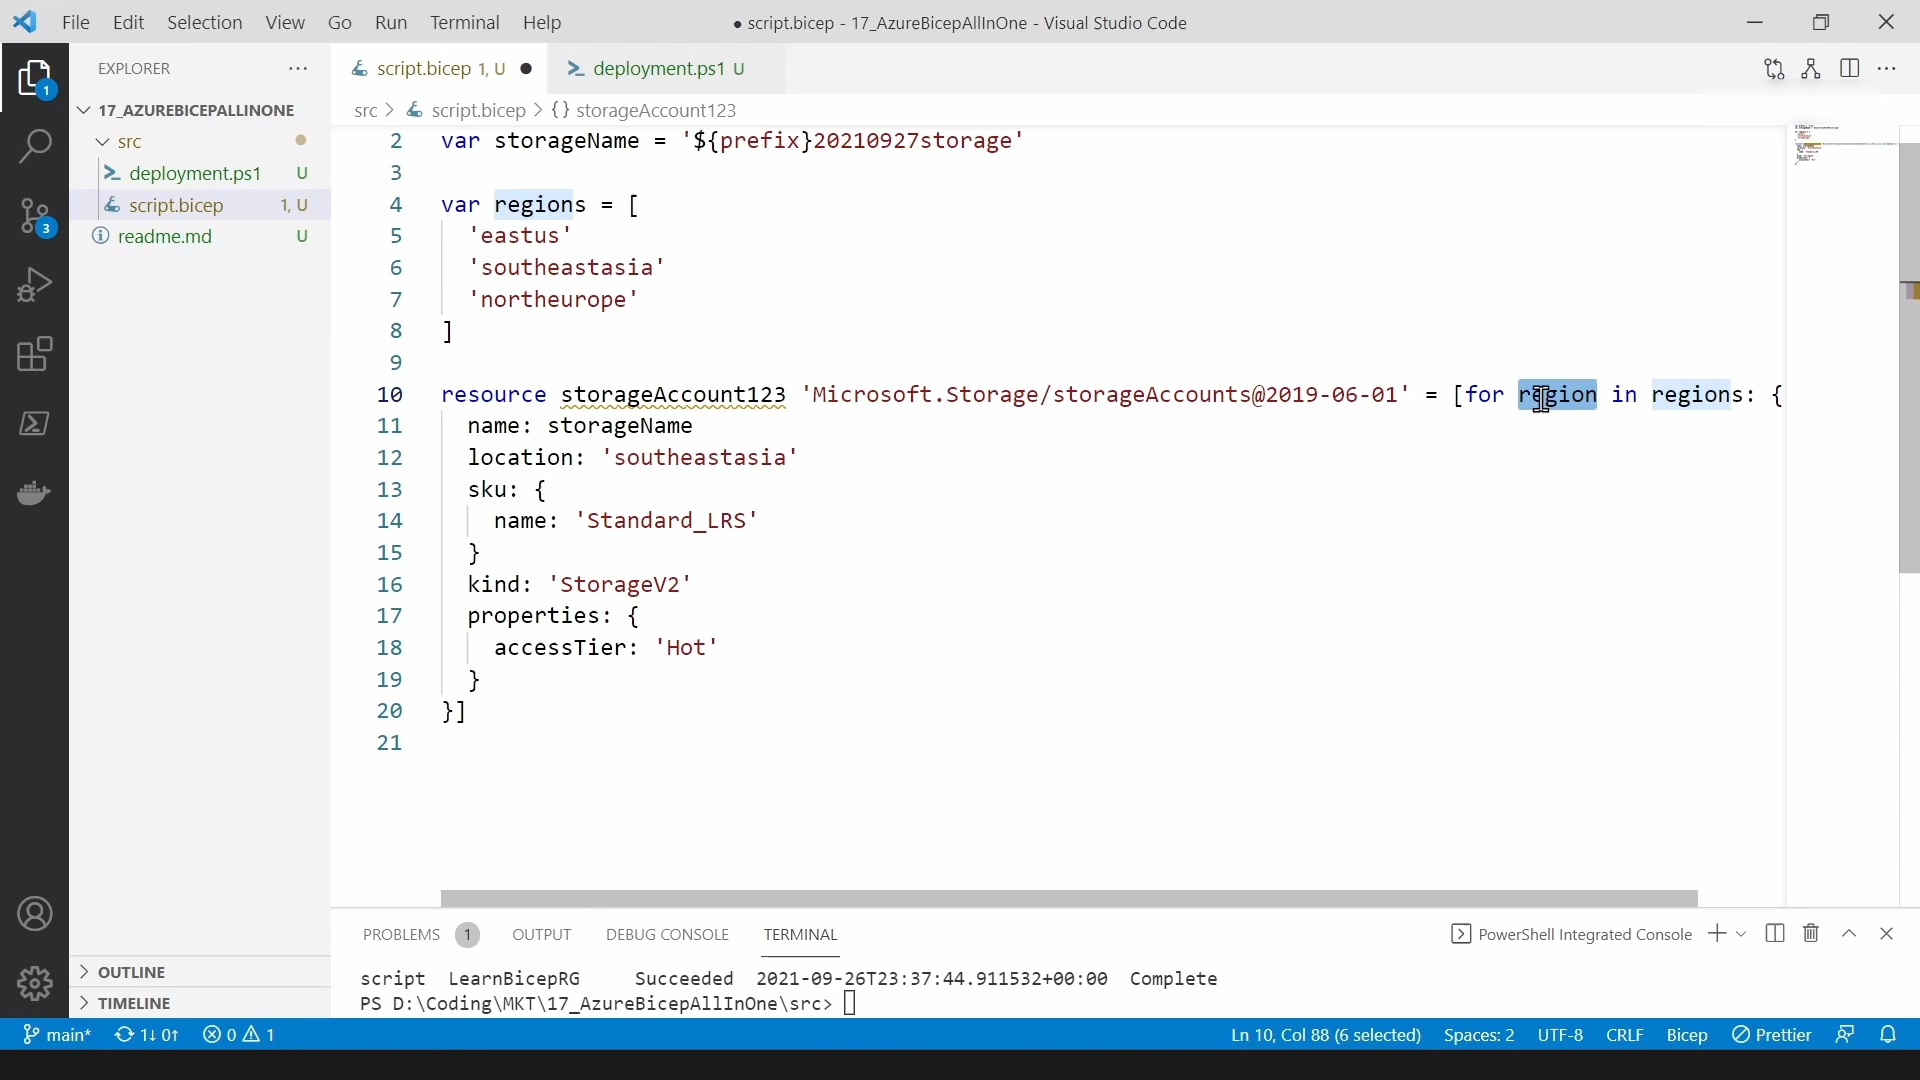 File Edit Selection View Go Run Terminal Help
● script.bicep - 17_AzureBicepAllInOne - Visual Studio Code
EXPLORER
1
17_AZUREBICEPALLINONE
src
deployment.ps1 U
script.bicep 1, U
readme.md U
3
OUTLINE
TIMELINE
script.bicep 1, U ●
deployment.ps1 U
src > script.bicep > {} storageAccount123
2 var storageName = '${prefix}20210927storage'
3
4 var regions = [
5 'eastus'
6 'southeastasia'
7 'northeurope'
8 ]
9
10 resource storageAccount123 'Microsoft.Storage/storageAccounts@2019-06-01' = [for region in regions: {
11 name: storageName
12 location: 'southeastasia'
13 sku: {
14 name: 'Standard_LRS'
15 }
16 kind: 'StorageV2'
17 properties: {
18 accessTier: 'Hot'
19 }
20 }]
21
PROBLEMS 1 OUTPUT DEBUG CONSOLE TERMINAL
PowerShell Integrated Console
script LearnBicepRG Succeeded 2021-09-26T23:37:44.911532+00:00 Complete
PS D:\Coding\MKT\17_AzureBicepAllInOne\src>
main* 1↓ 0↑ 0 1
Ln 10, Col 88 (6 selected) Spaces: 2 UTF-8 CRLF Bicep Prettier